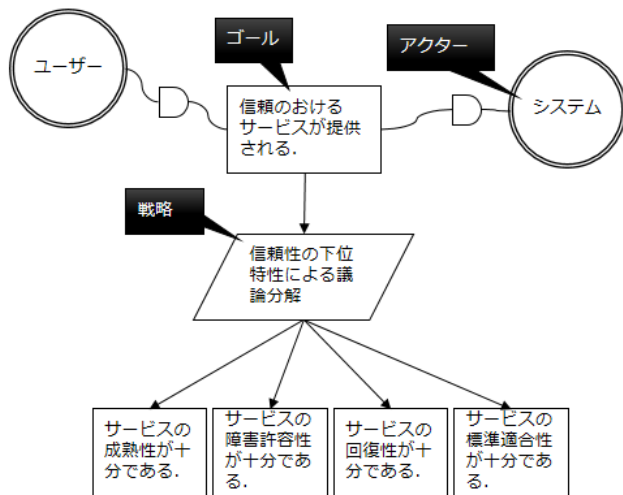 ユーザー
ゴール
アクター
システム
信頼のおける
サービスが提供
される.
戦略
信頼性の下位
特性による議
論分解
サービスの
成熟性が十
分である.
サービスの
障害許容性
が十分であ
る.
サービスの
回復性が十
分である.
サービスの
標準適合性
が十分であ
る.